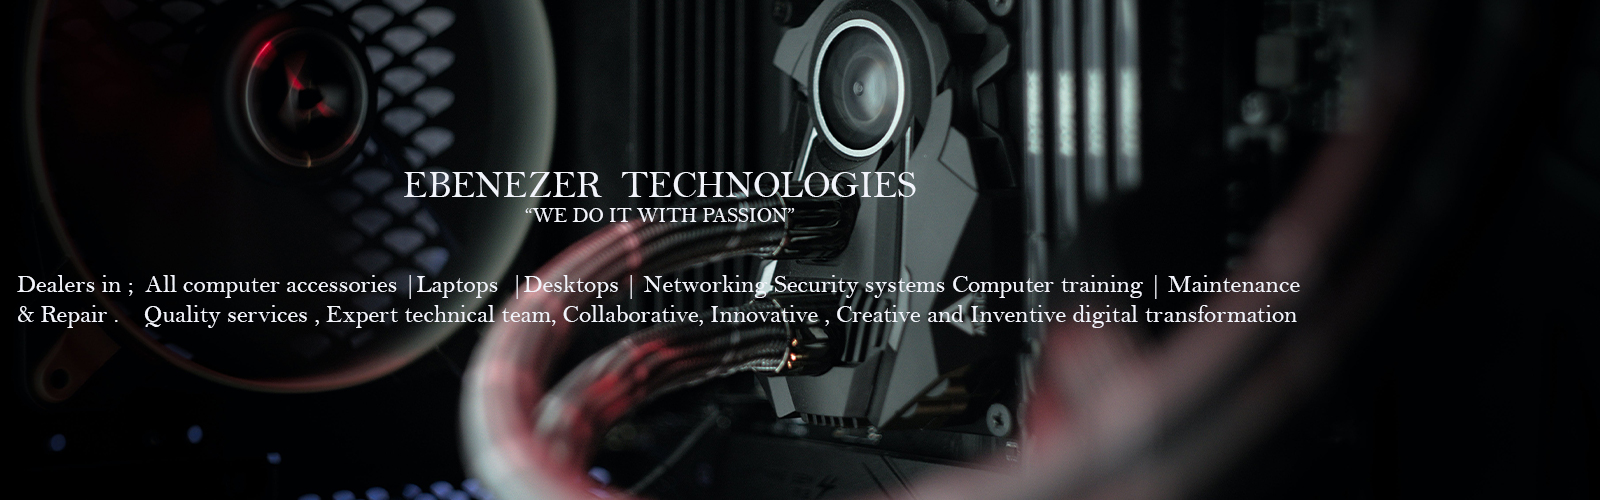 EBENEZER TECHNOLOGIES
“WE DO IT WITH PASSION”
Dealers in ; All computer accessories |Laptops |Desktops | Networking Security systems Computer training | Maintenance
& Repair . Quality services , Expert technical team, Collaborative, Innovative , Creative and Inventive digital transformation